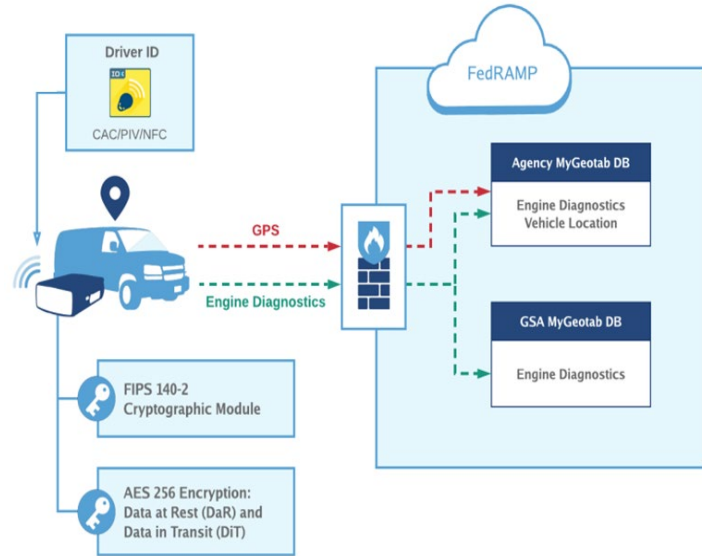 Driver ID
CAC/PIV/NFC
FedRAMP
GPS
Engine Diagnostics
Agency MyGeotab DB
Engine Diagnostics
Vehicle Location
GSA MyGeotab DB
Engine Diagnostics
FIPS 140-2
Cryptographic Module
AES 256 Encryption:
Data at Rest (DaR) and
Data in Transit (DiT)